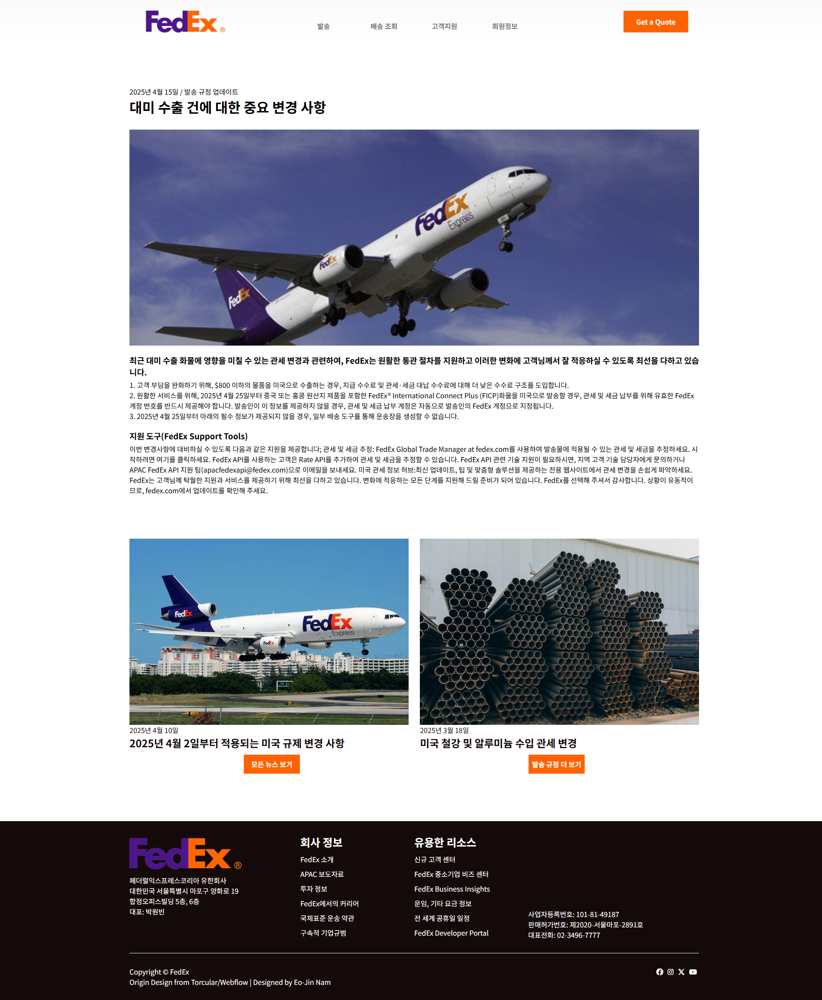 FedEx®
발송
배송 조회
고객지원
회원정보
Get a Quote
2025년 4월 15일 / 발송 규정 업데이트
대미 수출 건에 대한 중요 변경 사항
FedEx
Express
FedEx
FedEx
최근 대미 수출 화물에 영향을 미칠 수 있는 관세 변경과 관련하여, FedEx는 원활한 통관 절차를 지원하고 이러한 변화에 고객님께서 잘 적응하실 수 있도록 최선을 다하고 있습
니다.
1. 고객 부담을 완화하기 위해, $800 이하의 물품을 미국으로 수출하는 경우, 지급 수수료 및 관세·세금 대납 수수료에 대해 더 낮은 수수료 구조를 도입합니다.
2. 원활한 서비스를 위해, 2025년 4월 25일부터 중국 또는 홍콩 원산지 제품을 포함한 FedEx® International Connect Plus (FICP)화물을 미국으로 발송할 경우, 관세 및 세금 납부를 위해 유효한 FedEx
계정 번호를 반드시 제공해야 합니다. 발송인이 이 정보를 제공하지 않을 경우, 관세 및 세금 납부 계정은 자동으로 발송인의 FedEx 계정으로 지정됩니다.
3. 2025년 4월 25일부터 아래의 필수 정보가 제공되지 않을 경우, 일부 배송 도구를 통해 운송장을 생성할 수 없습니다.
지원 도구(FedEx Support Tools)
이번 변경사항에 대비하실 수 있도록 다음과 같은 지원을 제공합니다; 관세 및 세금 추정: FedEx Global Trade Manager at fedex.com를 사용하여 발송물에 적용될 수 있는 관세 및 세금을 추정하세요. 시
작하려면 여기를 클릭하세요. FedEx API를 사용하는 고객은 Rate API를 추가하여 관세 및 세금을 추정할 수 있습니다. FedEx API 관련 기술 지원이 필요하시면, 지역 고객 기술 담당자에게 문의하거나
APAC FedEx API 지원 팀(apacfedexapi@fedex.com)으로 이메일을 보내세요. 미국 관세 정보 허브:최신 업데이트, 팁 및 맞춤형 솔루션을 제공하는 전용 웹사이트에서 관세 변경을 손쉽게 파악하세요.
FedEx는 고객님께 탁월한 지원과 서비스를 제공하기 위해 최선을 다하고 있습니다. 변화에 적응하는 모든 단계를 지원해 드릴 준비가 되어 있습니다. FedEx를 선택해 주셔서 감사합니다. 상황이 유동적이
므로, fedex.com에서 업데이트를 확인해 주세요.
FedEx
FedEx
Express
FedEx
2025년 4월 10일
2025년 4월 2일부터 적용되는 미국 규제 변경 사항
모든 뉴스 보기
2025년 3월 18일
미국 철강 및 알루미늄 수입 관세 변경
발송 규정 더 보기
FedEx®
페더럴익스프레스코리아 유한회사
대한민국 서울특별시 마포구 양화로 19
합정오피스빌딩 5층, 6층
대표: 박원빈
회사 정보
FedEx 소개
APAC 보도자료
투자 정보
FedEx에서의 커리어
국제표준 운송 약관
구속적 기업규범
유용한 리소스
신규 고객 센터
FedEx 중소기업 비즈 센터
FedEx Business Insights
운임, 기타 요금 정보
전 세계 공휴일 일정
FedEx Developer Portal
사업자등록번호: 101-81-49187
판매허가번호: 제2020-서울마포-2891호
대표전화: 02-3496-7777
Copyright © FedEx
Origin Design from Torcular/Webflow | Designed by Eo-Jin Nam